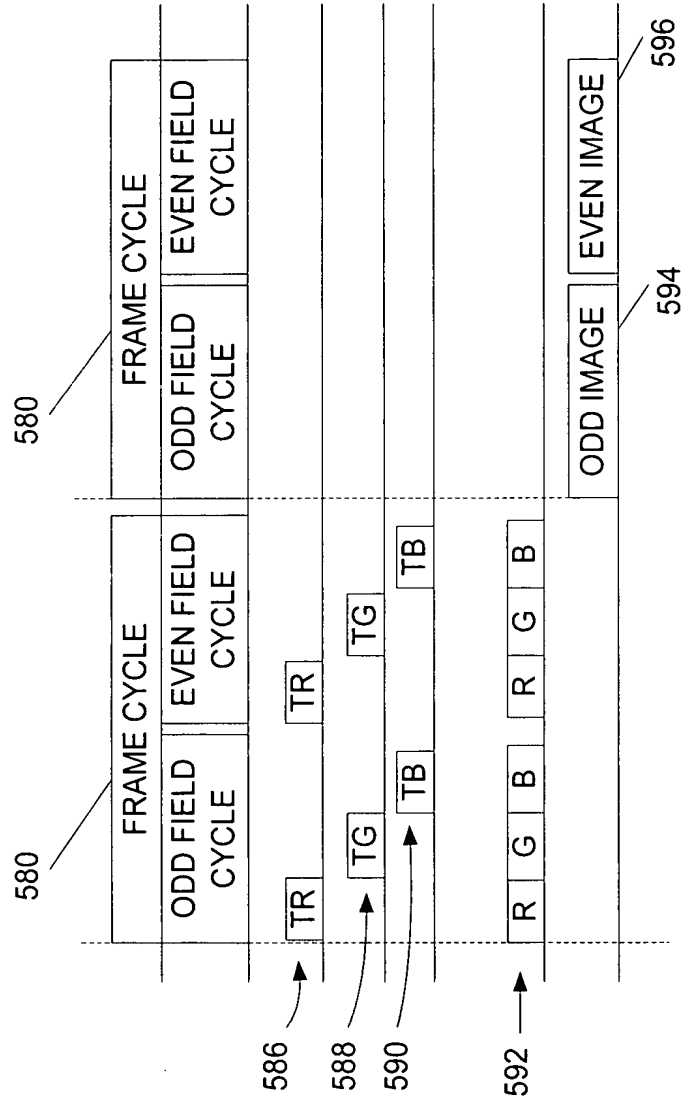 580
580
FRAME CYCLE
FRAME CYCLE
ODD FIELD
CYCLE
EVEN FIELD
CYCLE
ODD FIELD
CYCLE
EVEN FIELD
CYCLE
586
TR
TR
588
TG
TG
590
TB
TB
592
R G B R G B
ODD IMAGE
EVEN IMAGE
594
596